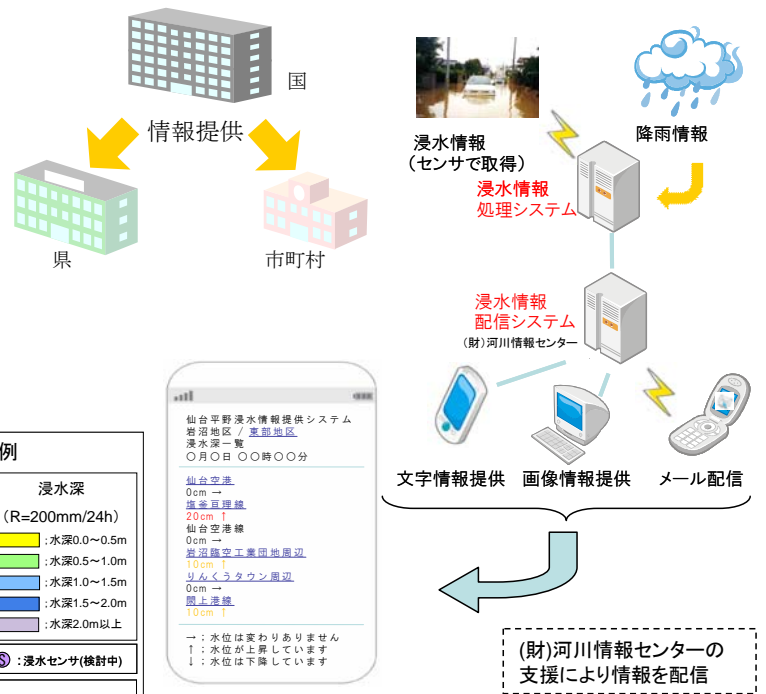 国
情報提供
県
市町村
浸水情報
(センサで取得)
降雨情報
浸水情報
処理システム
浸水情報
配信システム
(財)河川情報センター
文字情報提供
画像情報提供
メール配信
仙台平野浸水情報提供システム
岩沼地区 / 東部地区
浸水深一覧
〇月〇日 〇〇時〇〇分
仙台空港
0cm →
塩釜亘理線
20cm ↑
仙台空港線
0cm →
岩沼臨空工業団地周辺
10cm ↑
りんくうタウン周辺
0cm →
閖上港線
10cm ↑
→：水位は変わりありません
↑：水位が上昇しています
↓：水位は下降しています
例
浸水深
(R=200mm/24h)
:水深0.0～0.5m
:水深0.5～1.0m
:水深1.0～1.5m
:水深1.5～2.0m
:水深2.0m以上
S :浸水センサ(検討中)
(財)河川情報センターの
支援により情報を配信